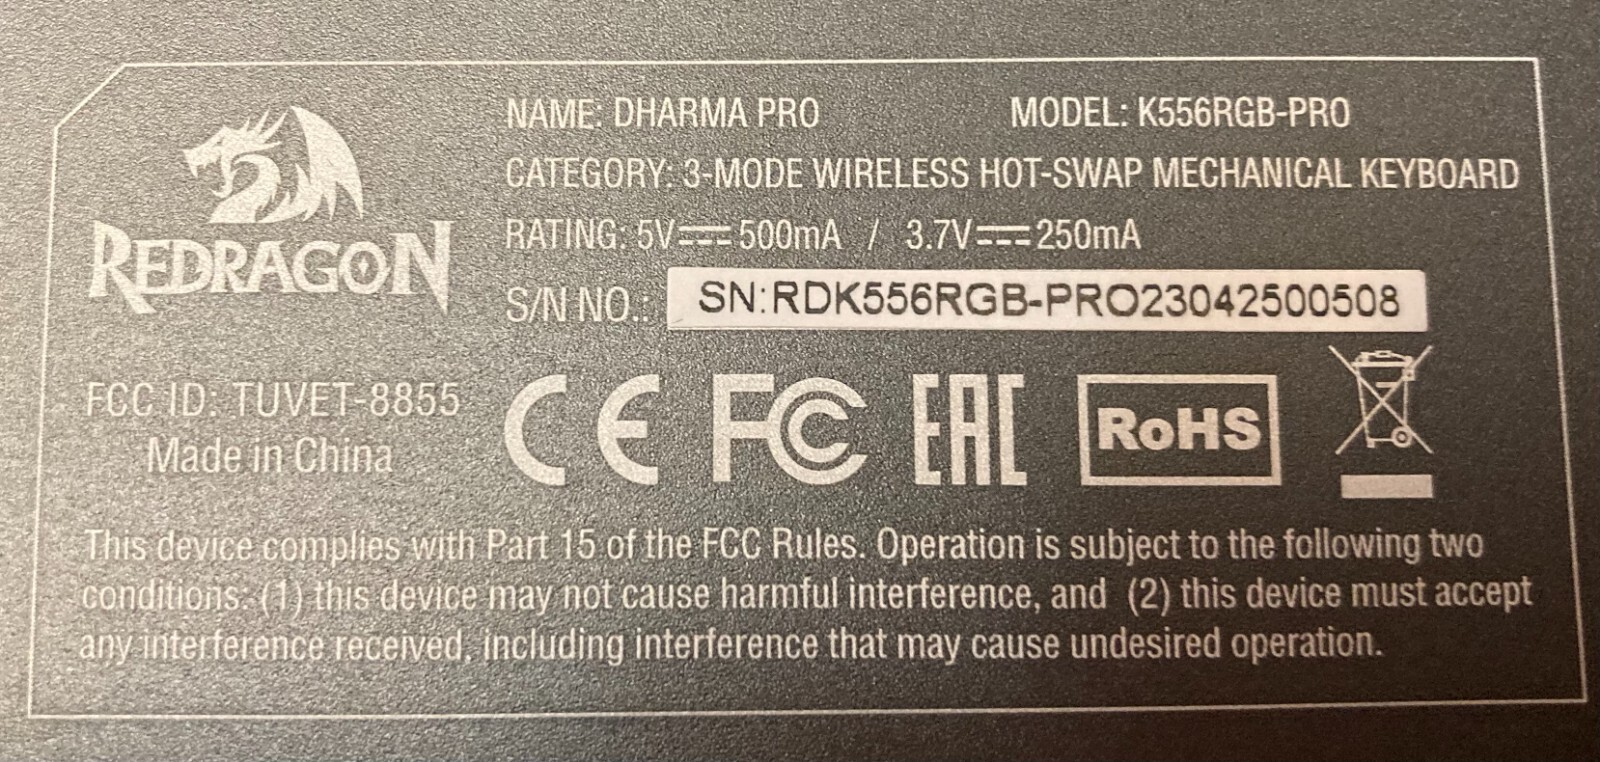 NAME: DHARMA PRO MODEL: K556RGB-PRO
CATEGORY: 3-MODE WIRELESS HOT-SWAP MECHANICAL KEYBOARD
REDRAGON
RATING: 5V⎓500mA / 3.7V⎓250mA
S/N NO.: SN:RDK556RGB-PRO23042500508
FCC ID: TUVET-8855
Made in China
CE FC EAC RoHS
This device complies with Part 15 of the FCC Rules. Operation is subject to the following two
conditions: (1) this device may not cause harmful interference, and (2) this device must accept
any interference received, including interference that may cause undesired operation.